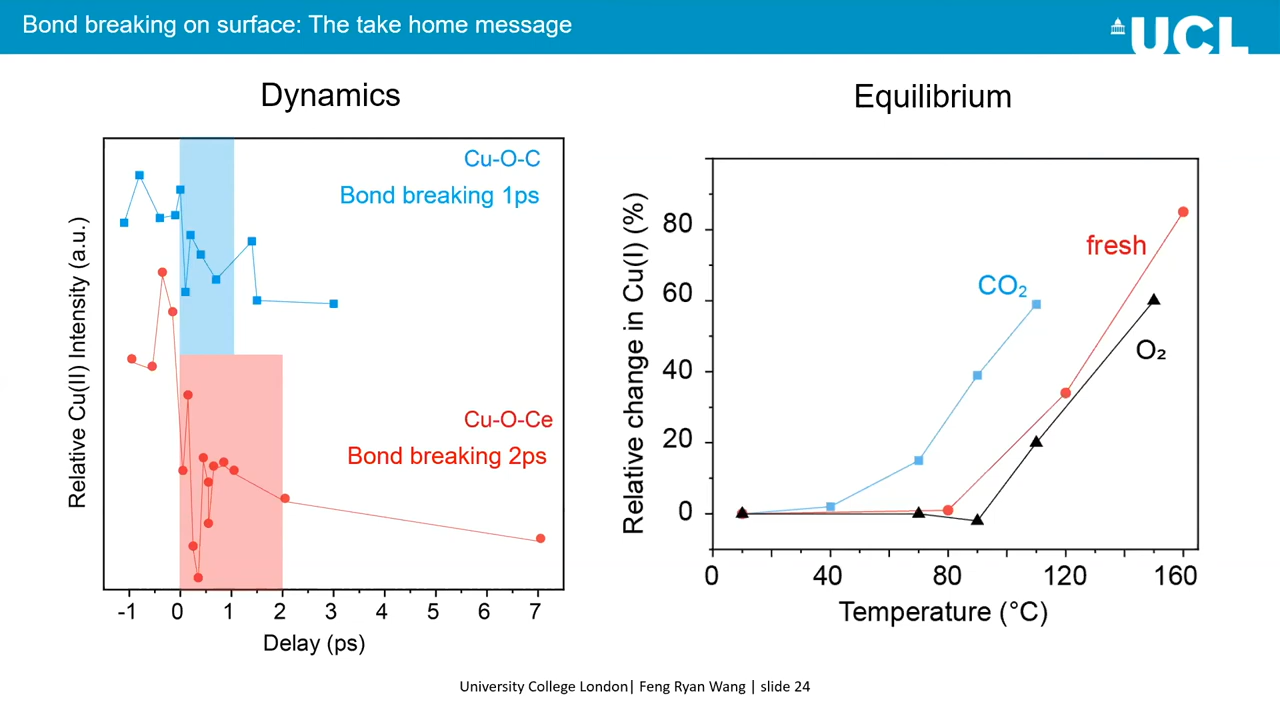 Bond breaking on surface: The take home message
UCL
Dynamics
Cu-O-C
Bond breaking 1ps
Cu-O-Ce
Bond breaking 2ps
Relative Cu(II) Intensity (a.u.)
-1 0 1 2 3 4 5 6 7
Delay (ps)
Equilibrium
Relative change in Cu(I) (%)
80
60
40
20
0
fresh
CO₂
O₂
0 40 80 120 160
Temperature (°C)
University College London| Feng Ryan Wang | slide 24